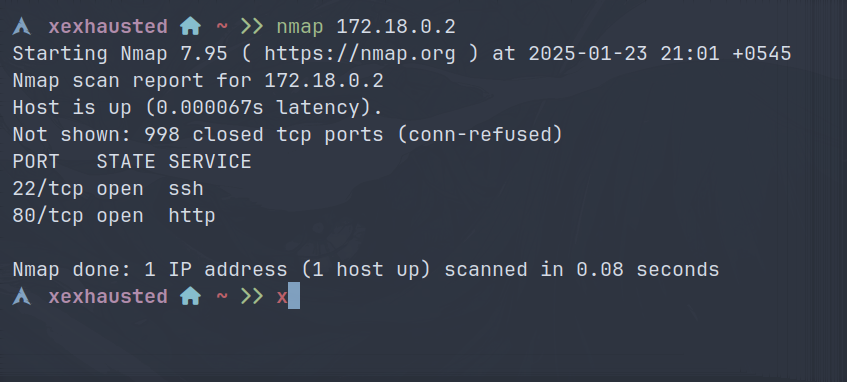 xexhausted ~ >> nmap 172.18.0.2
Starting Nmap 7.95 ( https://nmap.org ) at 2025-01-23 21:01 +0545
Nmap scan report for 172.18.0.2
Host is up (0.000067s latency).
Not shown: 998 closed tcp ports (conn-refused)
PORT   STATE SERVICE
22/tcp open  ssh
80/tcp open  http
Nmap done: 1 IP address (1 host up) scanned in 0.08 seconds
xexhausted ~ >> x